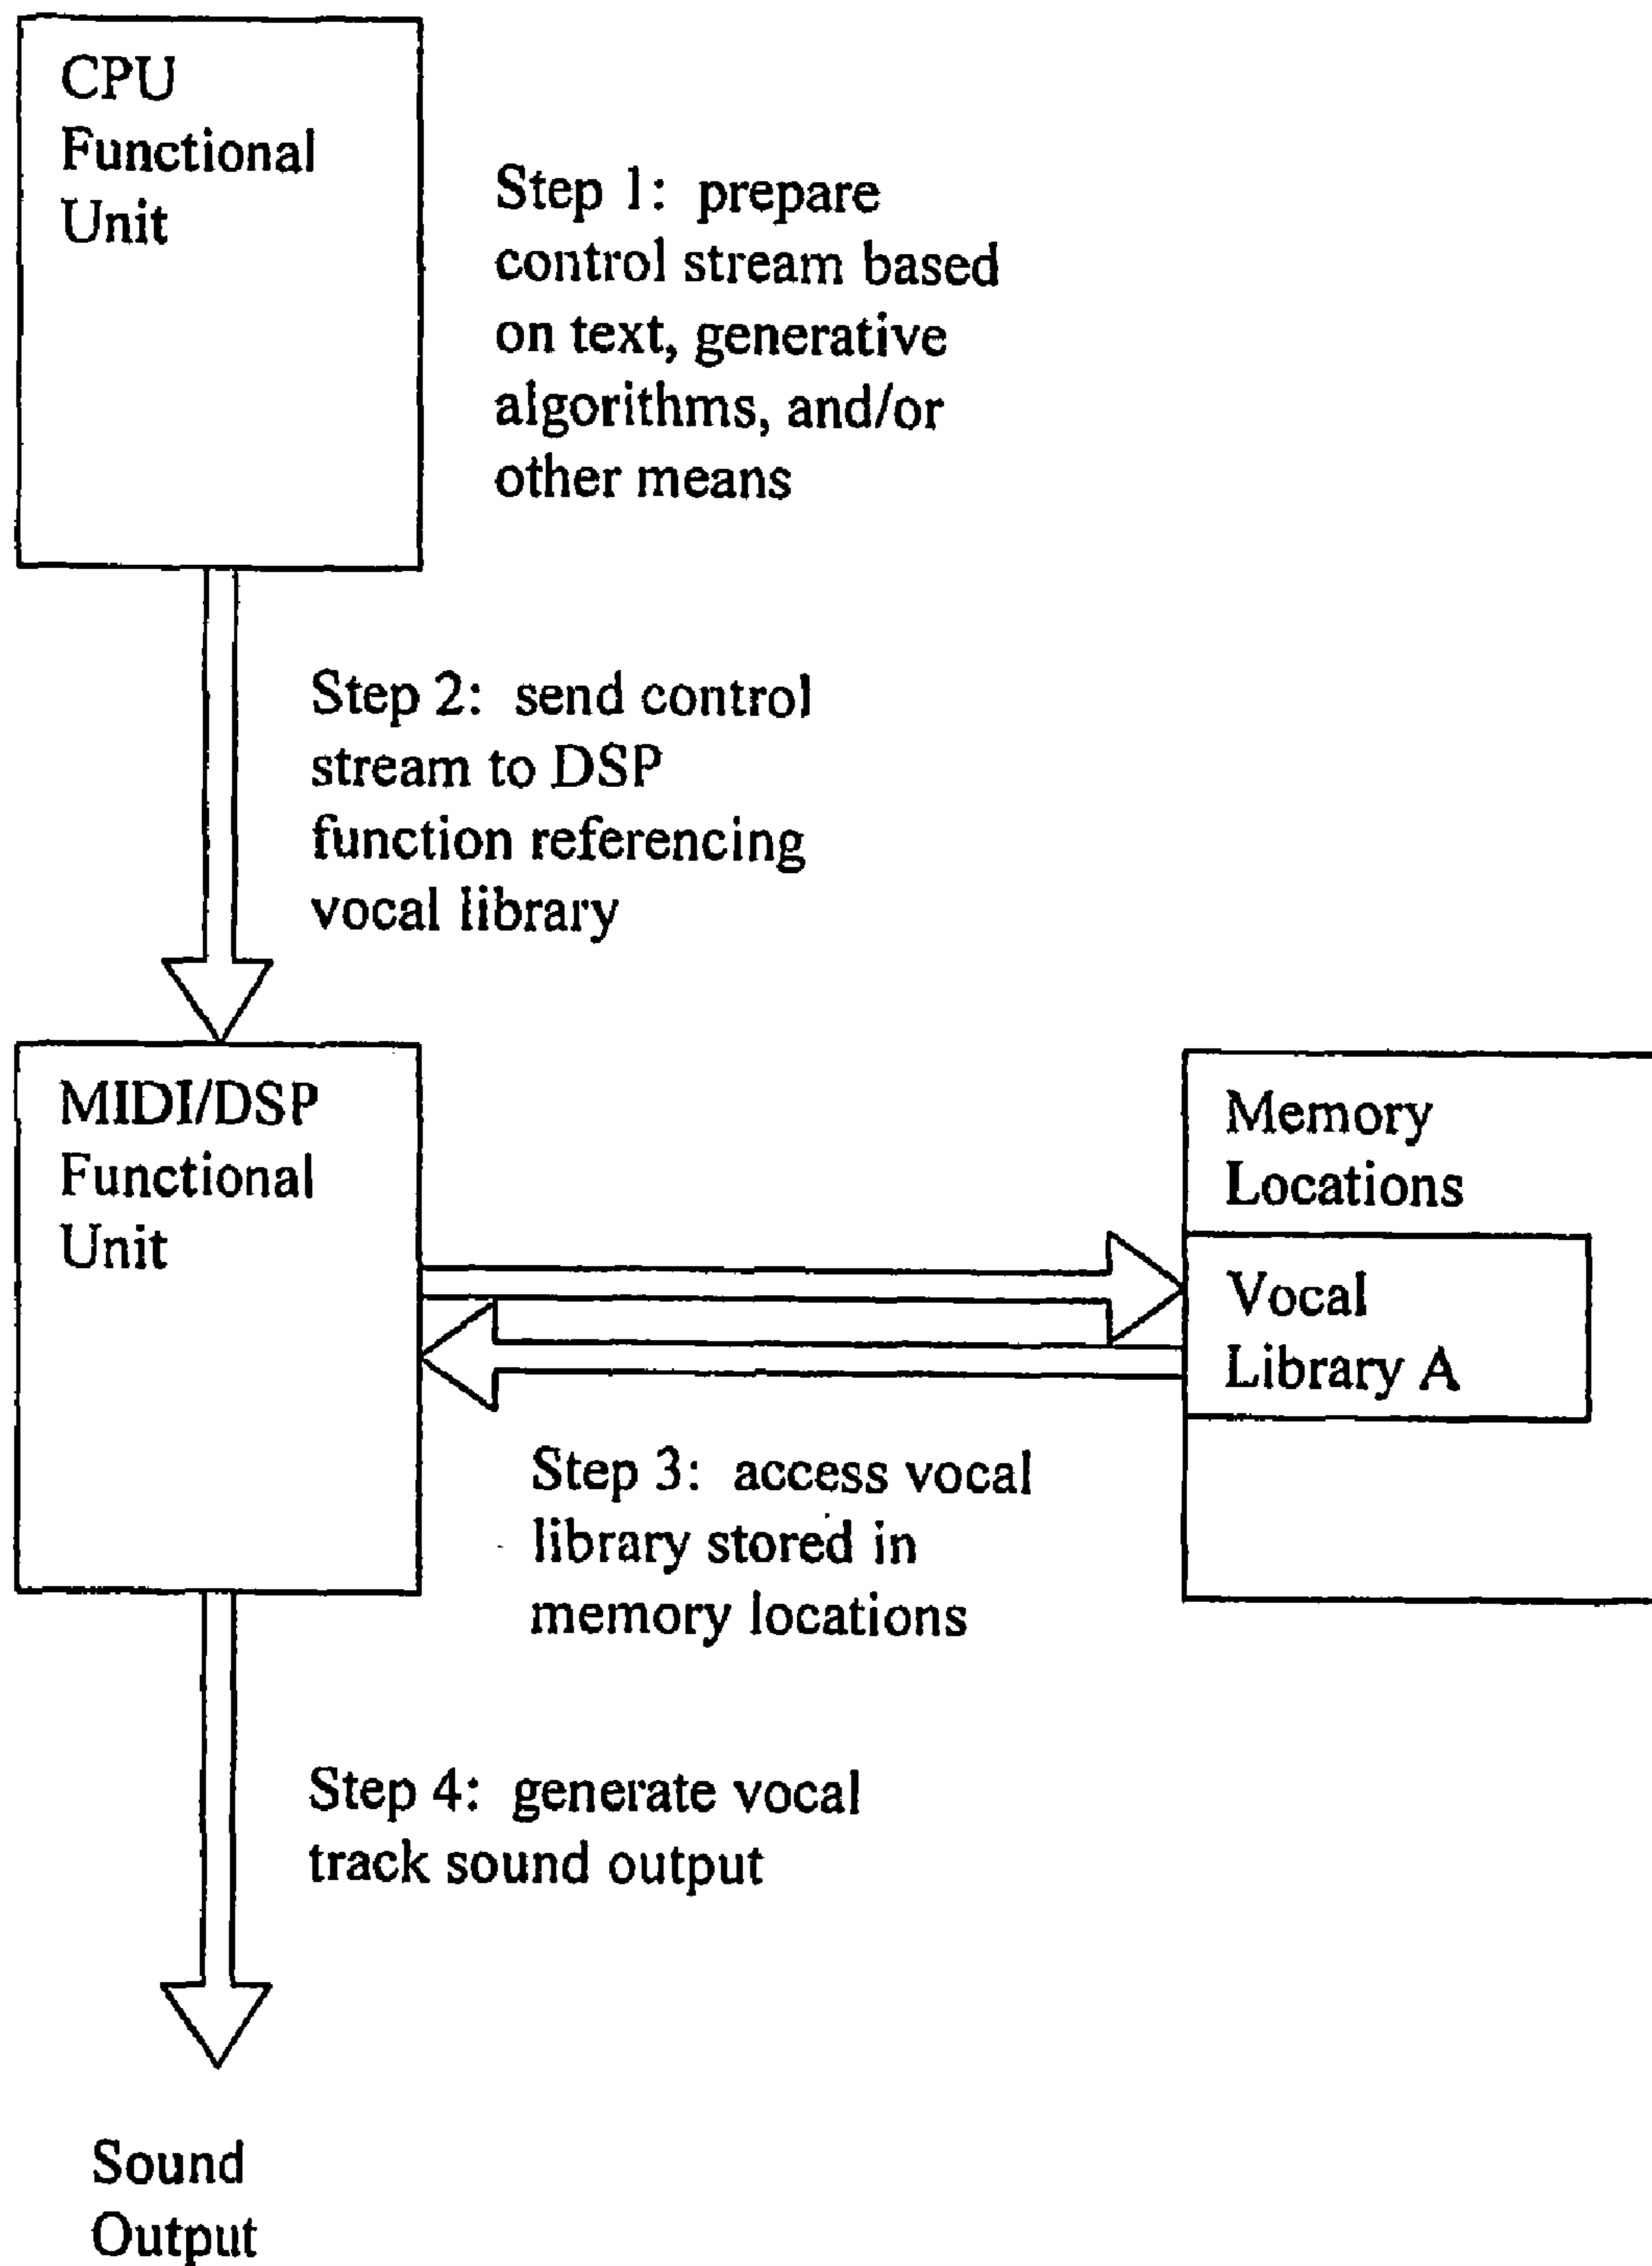 CPU
Functional
Unit
Step 1: prepare
control stream based
on text, generative
algorithms, and/or
other means
Step 2: send control
stream to DSP
function referencing
vocal library
MIDI/DSP
Functional
Unit
Memory
Locations
Vocal
Library A
Step 3: access vocal
library stored in
memory locations
Step 4: generate vocal
track sound output
Sound
Output